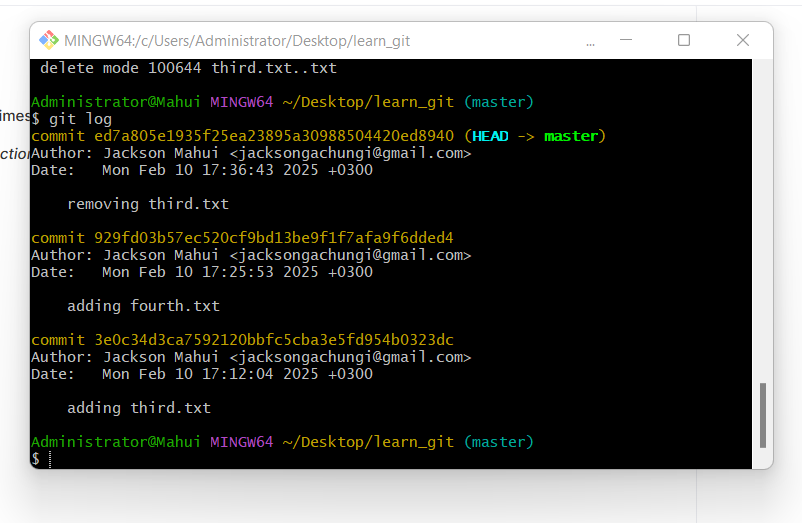 imes
ction
MINGW64:/c/Users/Administrator/Desktop/learn_git
...
delete mode 100644 third.txt..txt
Administrator@Mahui MINGW64 ~/Desktop/learn_git (master)
$ git log
commit ed7a805e1935f25ea23895a30988504420ed8940 (HEAD -> master)
Author: Jackson Mahui <jacksongachungi@gmail.com>
Date:   Mon Feb 10 17:36:43 2025 +0300
removing third.txt
commit 929fd03b57ec520cf9bd13be9f1f7afa9f6dded4
Author: Jackson Mahui <jacksongachungi@gmail.com>
Date:   Mon Feb 10 17:25:53 2025 +0300
adding fourth.txt
commit 3e0c34d3ca7592120bbfc5cba3e5fd954b0323dc
Author: Jackson Mahui <jacksongachungi@gmail.com>
Date:   Mon Feb 10 17:12:04 2025 +0300
adding third.txt
Administrator@Mahui MINGW64 ~/Desktop/learn_git (master)
$